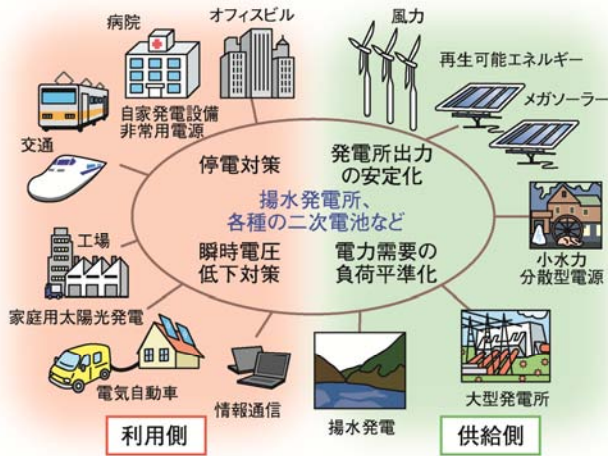 病院
オフィスビル
風力
再生可能エネルギー
メガソーラー
自家発電設備
非常用電源
交通
停電対策
発電所出力
の安定化
揚水発電所、
各種の二次電池など
瞬時電圧
低下対策
電力需要の
負荷平準化
工場
小水力
分散型電源
家庭用太陽光発電
電気自動車
情報通信
揚水発電
大型発電所
利用側
供給側